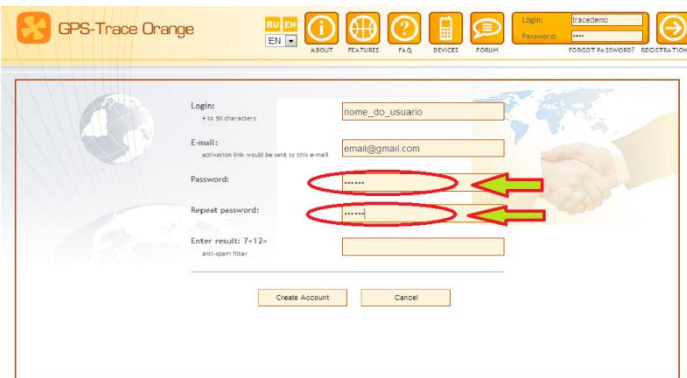 GPS-Trace Orange
RU EN
EN
ABOUT
FEATURES
FAQ
DEVICES
FORUM
Login: tracedemo
Password: ••••
FORGOT PASSWORD? REGISTRATION
Login: nome_do_usuario
4 to 50 characters
E-mail: email@gmail.com
activation link would be sent to this e-mail
Password: ••••••
Repeat password: ••••••
Enter result: 7+12=
anti-spam filter
Create Account
Cancel